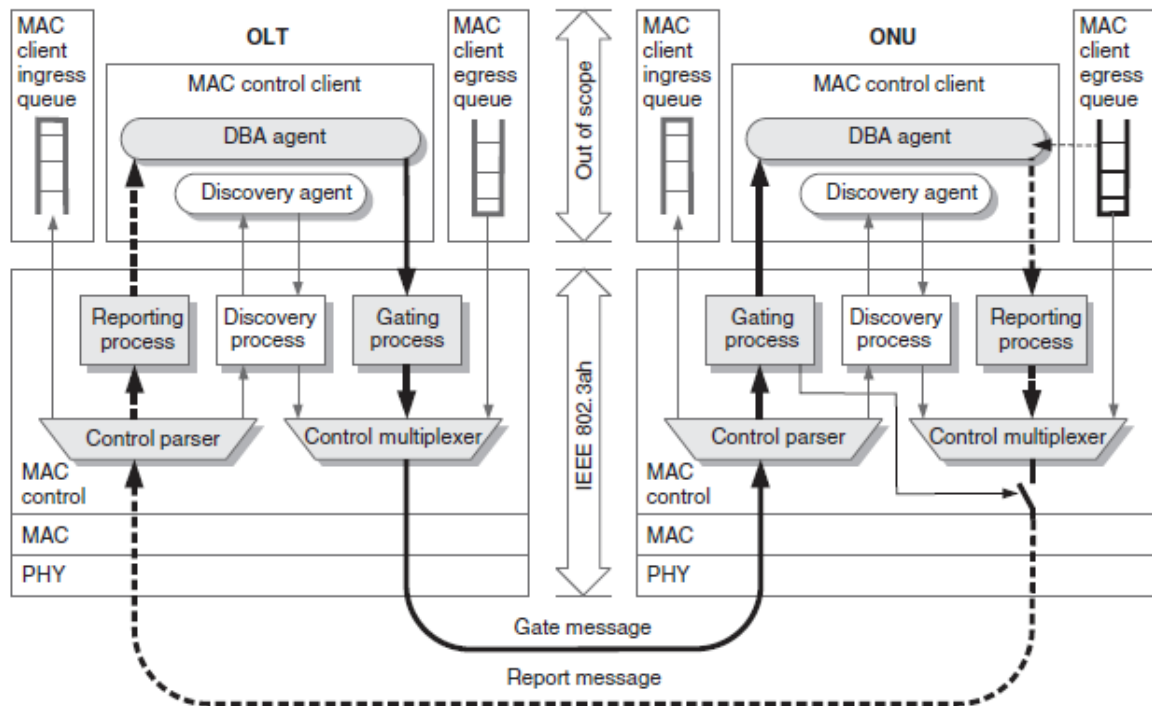 MAC
client
ingress
queue
OLT
MAC control client
DBA agent
Discovery agent
MAC
client
egress
queue
Out of scope
MAC
client
ingress
queue
ONU
MAC control client
DBA agent
Discovery agent
MAC
client
egress
queue
Reporting
process
Discovery
process
Gating
process
Control parser
Control multiplexer
MAC
control
MAC
PHY
IEEE 802.3ah
Gating
process
Discovery
process
Reporting
process
Control parser
Control multiplexer
MAC
control
MAC
PHY
Gate message
Report message